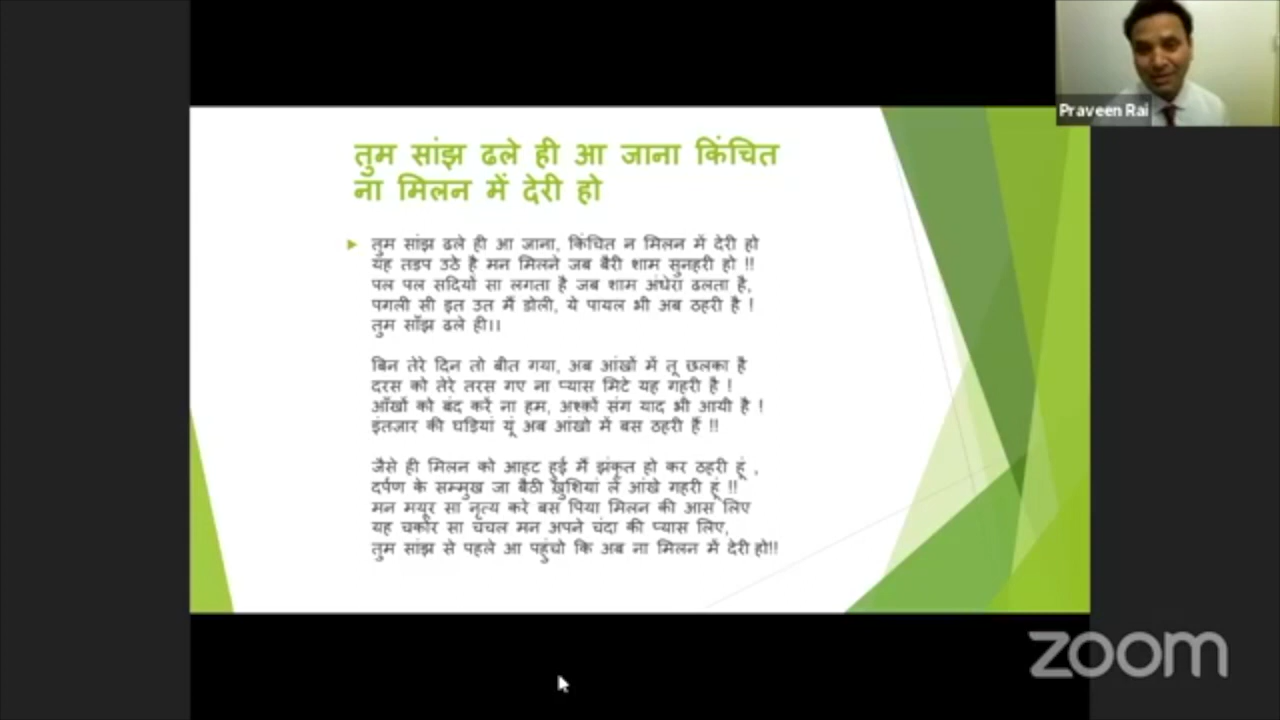 Praveen Rai
तुम सांझ ढले ही आ जाना किंचित
ना मिलन में देरी हो
तुम सांझ ढले ही आ जाना, किंचित न मिलन में देरी हो
यह तडप उठे है मन मिलने जब बैरी शाम सुनहरी हो !!
पल पल सदियों सा लगता है जब शाम अंधेरा ढलता है,
पगली सी इत उत मैं डोली, ये पायल भी अब ठहरी है !
तुम साँझ ढले ही।।
बिन तेरे दिन तो बीत गया, अब आंखों में तू छलका है
दरस को तेरे तरस गए ना प्यास मिटे यह गहरी है !
आँखों को बंद करें ना हम, अश्कों संग याद भी आयी है !
इंतज़ार की घडियां यूं अब आंखो में बस ठहरी हैं !!
जैसे ही मिलन को आहट हुई मैं झंकृत हो कर ठहरी हूं ,
दर्पण के सम्मुख जा बैठी खुशियां लें आंखे गहरी हूं !!
मन मयूर सा नृत्य करे बस पिया मिलन की आस लिए
यह चकोर सा चंचल मन अपने चंदा की प्यास लिए,
तुम सांझ से पहले आ पहुंचो कि अब ना मिलन में देरी हो!!
zoom